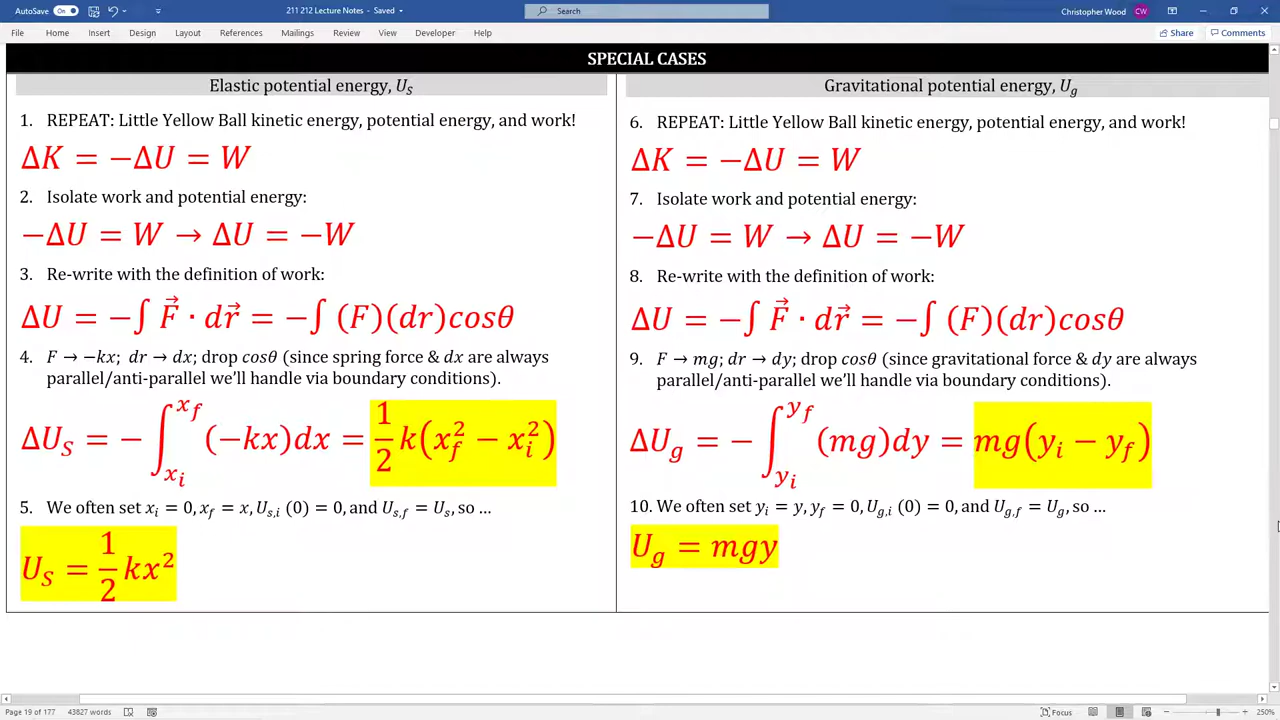 AutoSave On 211 212 Lecture Notes - Saved Search Christopher Wood CW
File Home Insert Design Layout References Mailings Review View Developer Help Share Comments
SPECIAL CASES
Elastic potential energy, U_S
1. REPEAT: Little Yellow Ball kinetic energy, potential energy, and work!
ΔK = −ΔU = W
2. Isolate work and potential energy:
−ΔU = W → ΔU = −W
3. Re-write with the definition of work:
ΔU = −∫ F⃗ · dr⃗ = −∫ (F)(dr)cosθ
4. F → −kx; dr → dx; drop cosθ (since spring force & dx are always
parallel/anti-parallel we'll handle via boundary conditions).
ΔU_S = − ∫_{x_i}^{x_f} (−kx)dx = 1/2 k(x_f^2 − x_i^2)
5. We often set x_i = 0, x_f = x, U_{s,i} (0) = 0, and U_{s,f} = U_s, so …
U_S = 1/2 kx^2
Gravitational potential energy, U_g
6. REPEAT: Little Yellow Ball kinetic energy, potential energy, and work!
ΔK = −ΔU = W
7. Isolate work and potential energy:
−ΔU = W → ΔU = −W
8. Re-write with the definition of work:
ΔU = −∫ F⃗ · dr⃗ = −∫ (F)(dr)cosθ
9. F → mg; dr → dy; drop cosθ (since gravitational force & dy are always
parallel/anti-parallel we'll handle via boundary conditions).
ΔU_g = − ∫_{y_i}^{y_f} (mg)dy = mg(y_i − y_f)
10. We often set y_i = y, y_f = 0, U_{g,i} (0) = 0, and U_{g,f} = U_g, so …
U_g = mgy
Page 19 of 177 43827 words Focus 250%